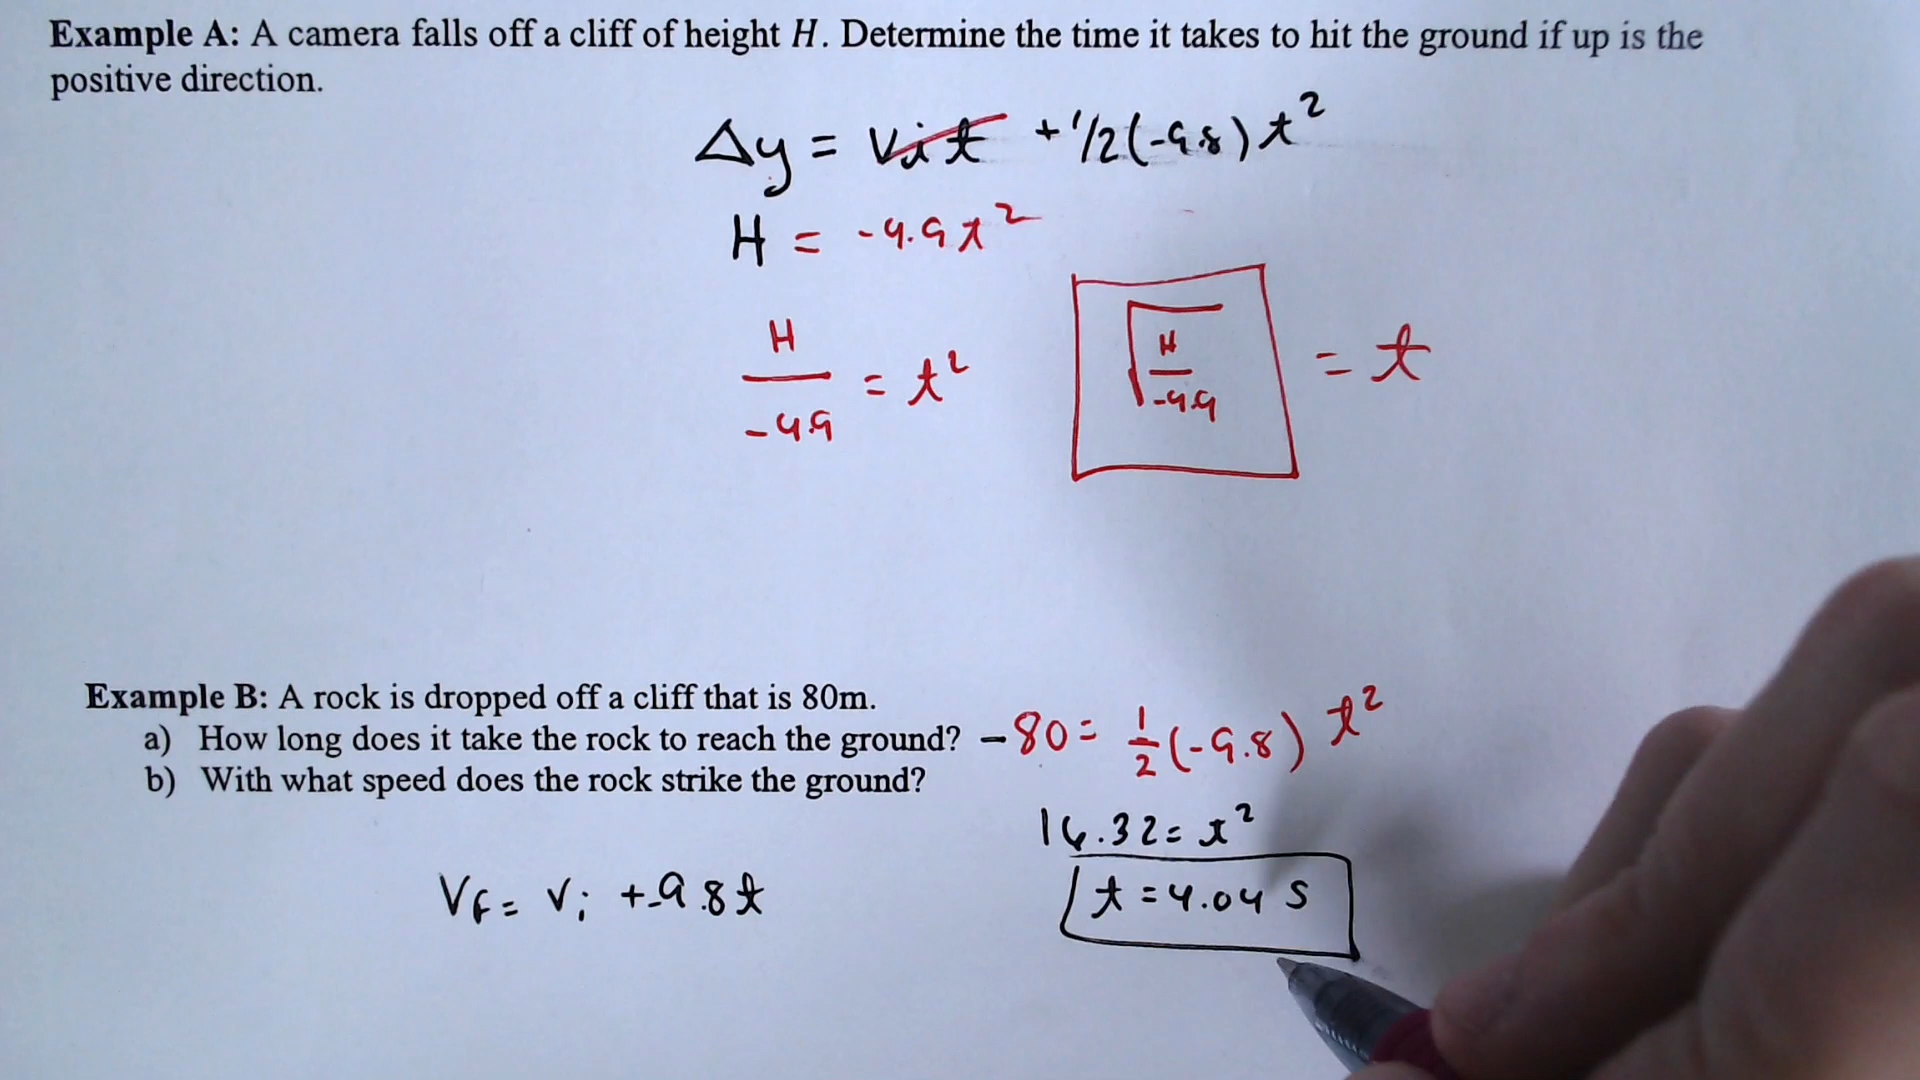 Example A: A camera falls off a cliff of height H. Determine the time it takes to hit the ground if up is the
positive direction.
Δy = vit + 1/2(-9.8)t²
H = -4.9t²
H/-4.9 = t²
√(H/-4.9) = t
Example B: A rock is dropped off a cliff that is 80m.
a) How long does it take the rock to reach the ground?
-80 = 1/2 (-9.8) t²
b) With what speed does the rock strike the ground?
16.32 = t²
Vf = Vi + -9.8t
t = 4.04 s